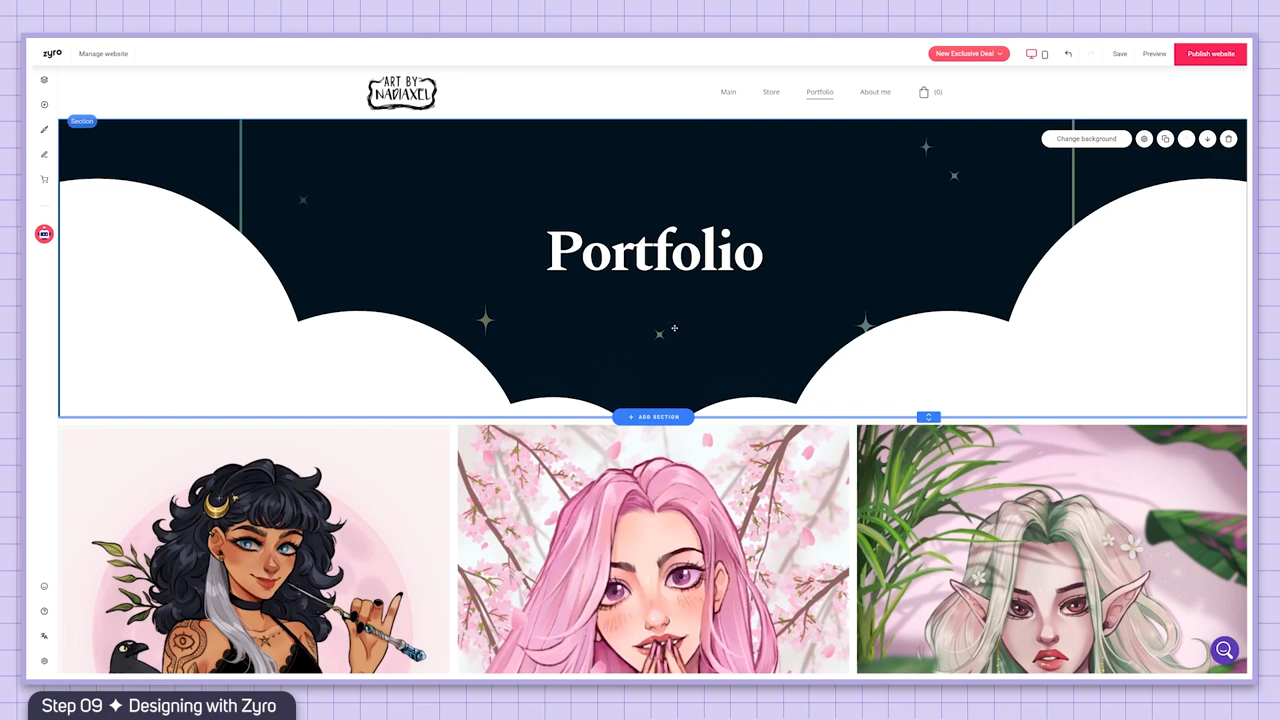 zyro Manage website New Exclusive Deal Save Preview Publish website
ART BY
NADIAXEL
Main Store Portfolio About me (0)
Section
Change background
Portfolio
+ ADD SECTION
Step 09 ✦ Designing with Zyro